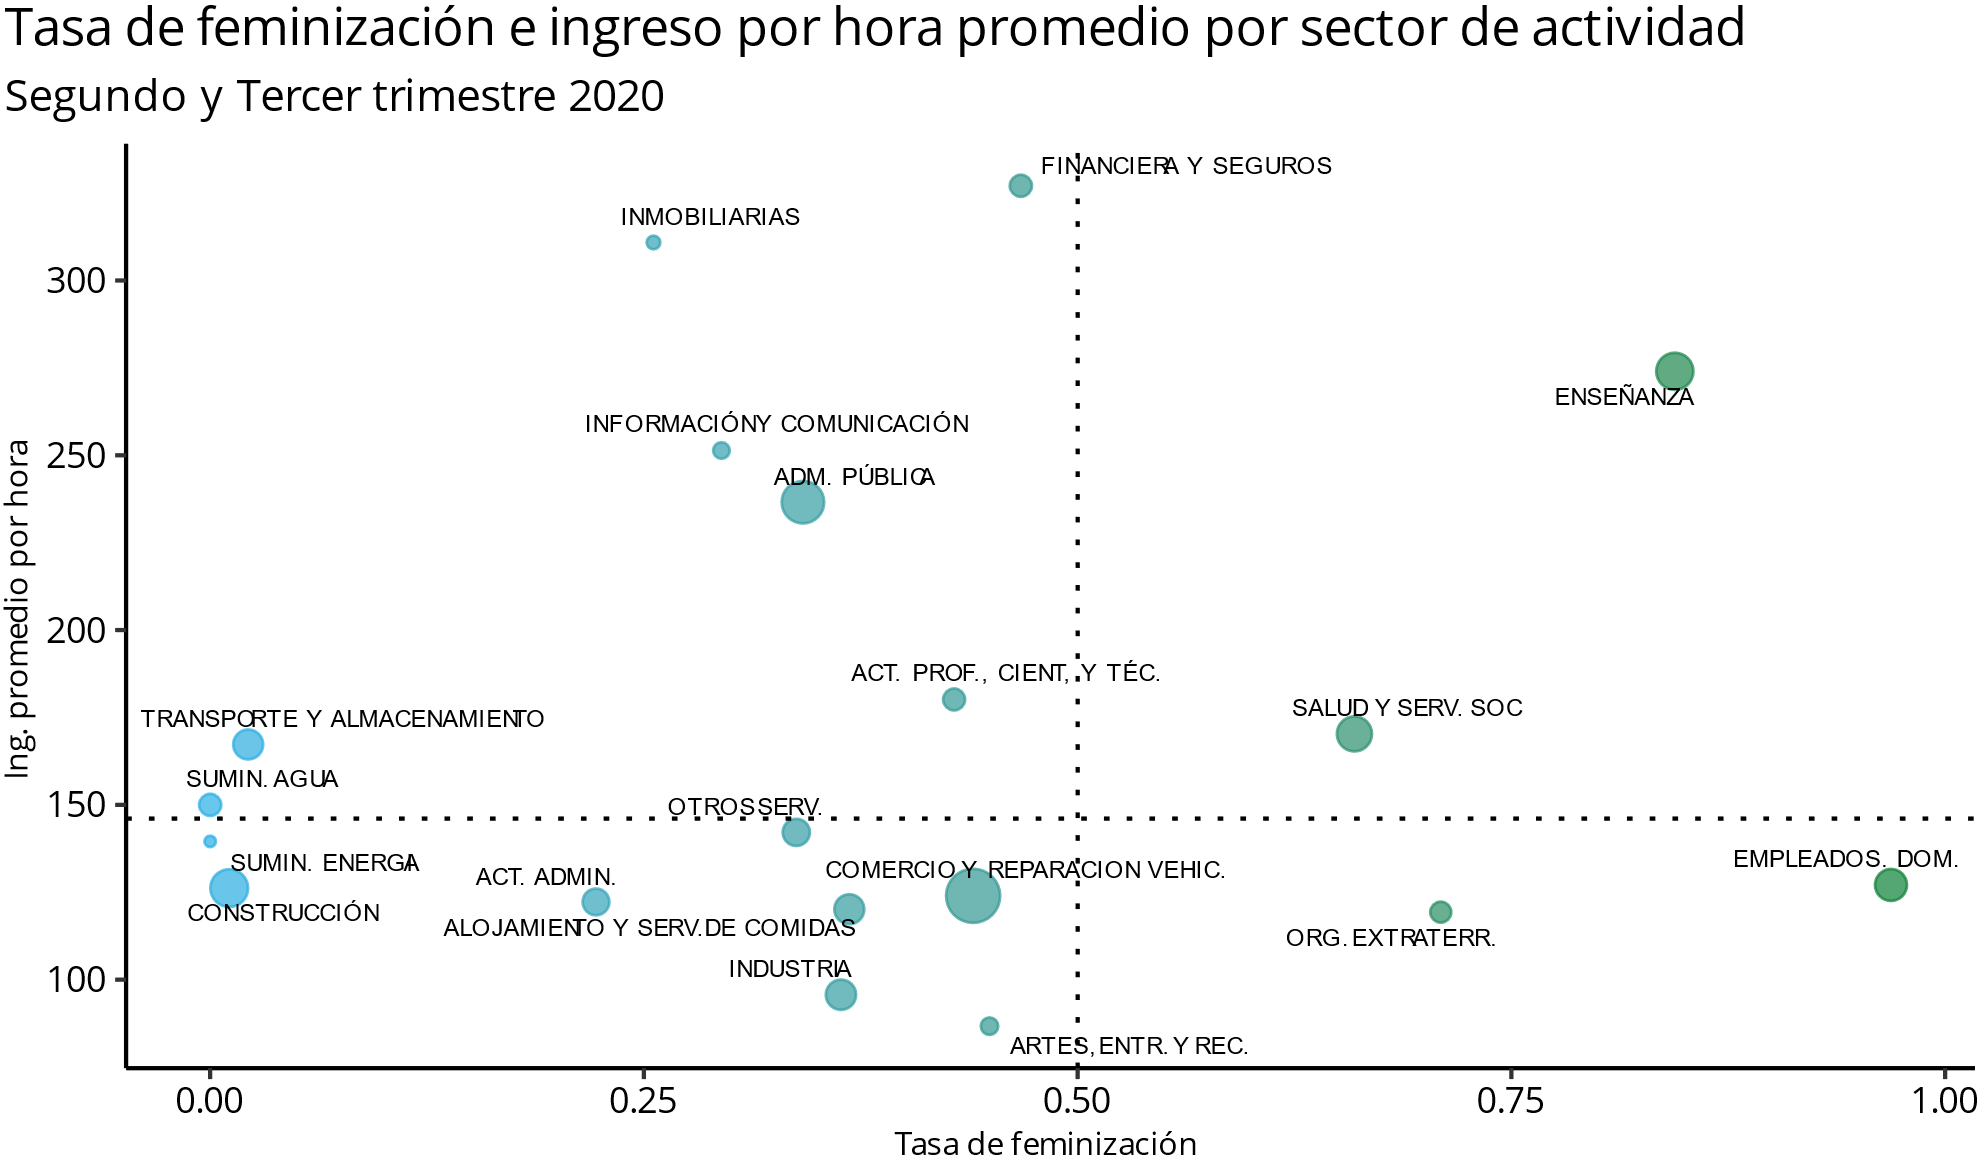 Tasa de feminización e ingreso por hora promedio por sector de actividad
Segundo y Tercer trimestre 2020
FINANCIERA Y SEGUROS
INMOBILIARIAS
300
ENSEÑANZA
INFORMACIÓN Y COMUNICACIÓN
250
ADM. PÚBLICA
Ing. promedio por hora
200
ACT. PROF., CIENT, Y TÉC.
SALUD Y SERV. SOC
TRANSPORTE Y ALMACENAMIENTO
SUMIN. AGUA
150
OTROS SERV.
SUMIN. ENERGIA
ACT. ADMIN.
COMERCIO Y REPARACION VEHIC.
EMPLEADOS. DOM.
CONSTRUCCIÓN
ALOJAMIENTO Y SERV. DE COMIDAS
ORG. EXTRATERR.
INDUSTRIA
100
ARTES, ENTR. Y REC.
0.00 0.25 0.50 0.75 1.00
Tasa de feminización